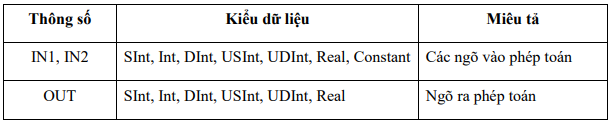 Thông số Kiểu dữ liệu Miêu tả
IN1, IN2 SInt, Int, DInt, USInt, UDInt, Real, Constant Các ngõ vào phép toán
OUT SInt, Int, DInt, USInt, UDInt, Real Ngõ ra phép toán